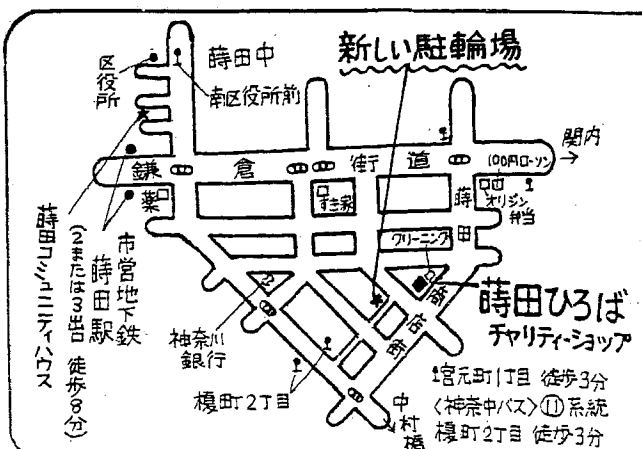 新しい駐輪場
蒔田中
区役所
南区役所前
鎌倉街道
関内
100円ローソン
オリジン
弁当
すき家
薬
蒔田
クリーニング
商店街
蒔田ひろば
チャリティーショップ
神奈川
銀行
榎町2丁目
中村橋
宮元町1丁目 徒歩3分
〈神奈中バス〉⑪系統
榎町2丁目 徒歩3分
市営地下鉄
蒔田駅
(2または3出 徒歩8分)
蒔田コミュニティハウス